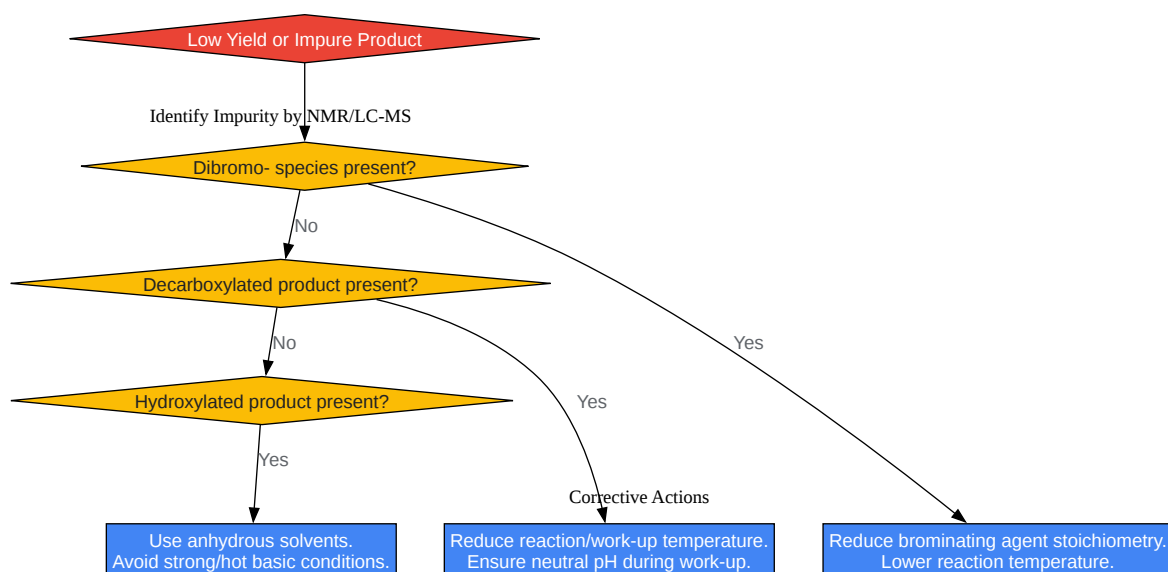 Low Yield or Impure Product
Identify Impurity by NMR/LC-MS
Dibromo- species present?
No
Decarboxylated product present?
No
Yes
Hydroxylated product present?
Yes
Yes
Corrective Actions
Use anhydrous solvents.
Avoid strong/hot basic conditions.
Reduce reaction/work-up temperature.
Ensure neutral pH during work-up.
Reduce brominating agent stoichiometry.
Lower reaction temperature.